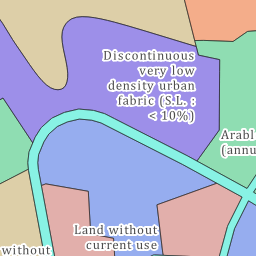 Discontinuous
very low
density urban
fabric (S.L. :
< 10%)
Arabl
(annu
Land without
current use
without